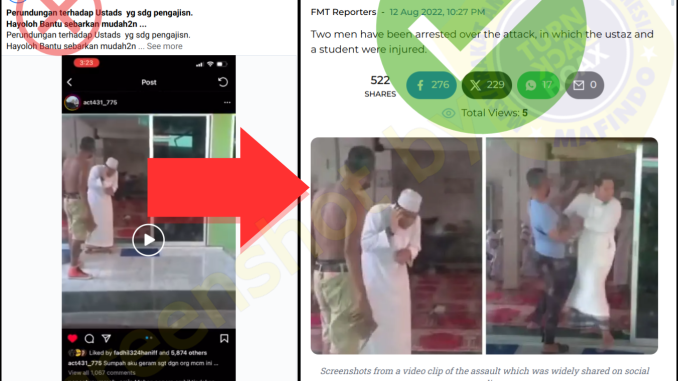 Perundungan terhadap Ustads yg sdg pengajisn.
Hayoloh Bantu sebarkan mudah2n ...
Perundungan terhadap Ustads yg sdg pengajisn.
Hayoloh Bantu sebarkan mudah2n ... See more
3:23
Post
act431_775
Liked by fadhil324haniff and 5,874 others
act431_775 Sumpah aku geram sgt dgn org mcm ini ...
View all 1,067 comments
FMT Reporters - 12 Aug 2022, 10:27 PM
Two men have been arrested over the attack, in which the ustaz and
a student were injured.
522
SHARES
276
229
17
0
Total Views: 5
Screenshots from a video clip of the assault which was widely shared on social
TURN
BACK
HOAX
MAFINDO